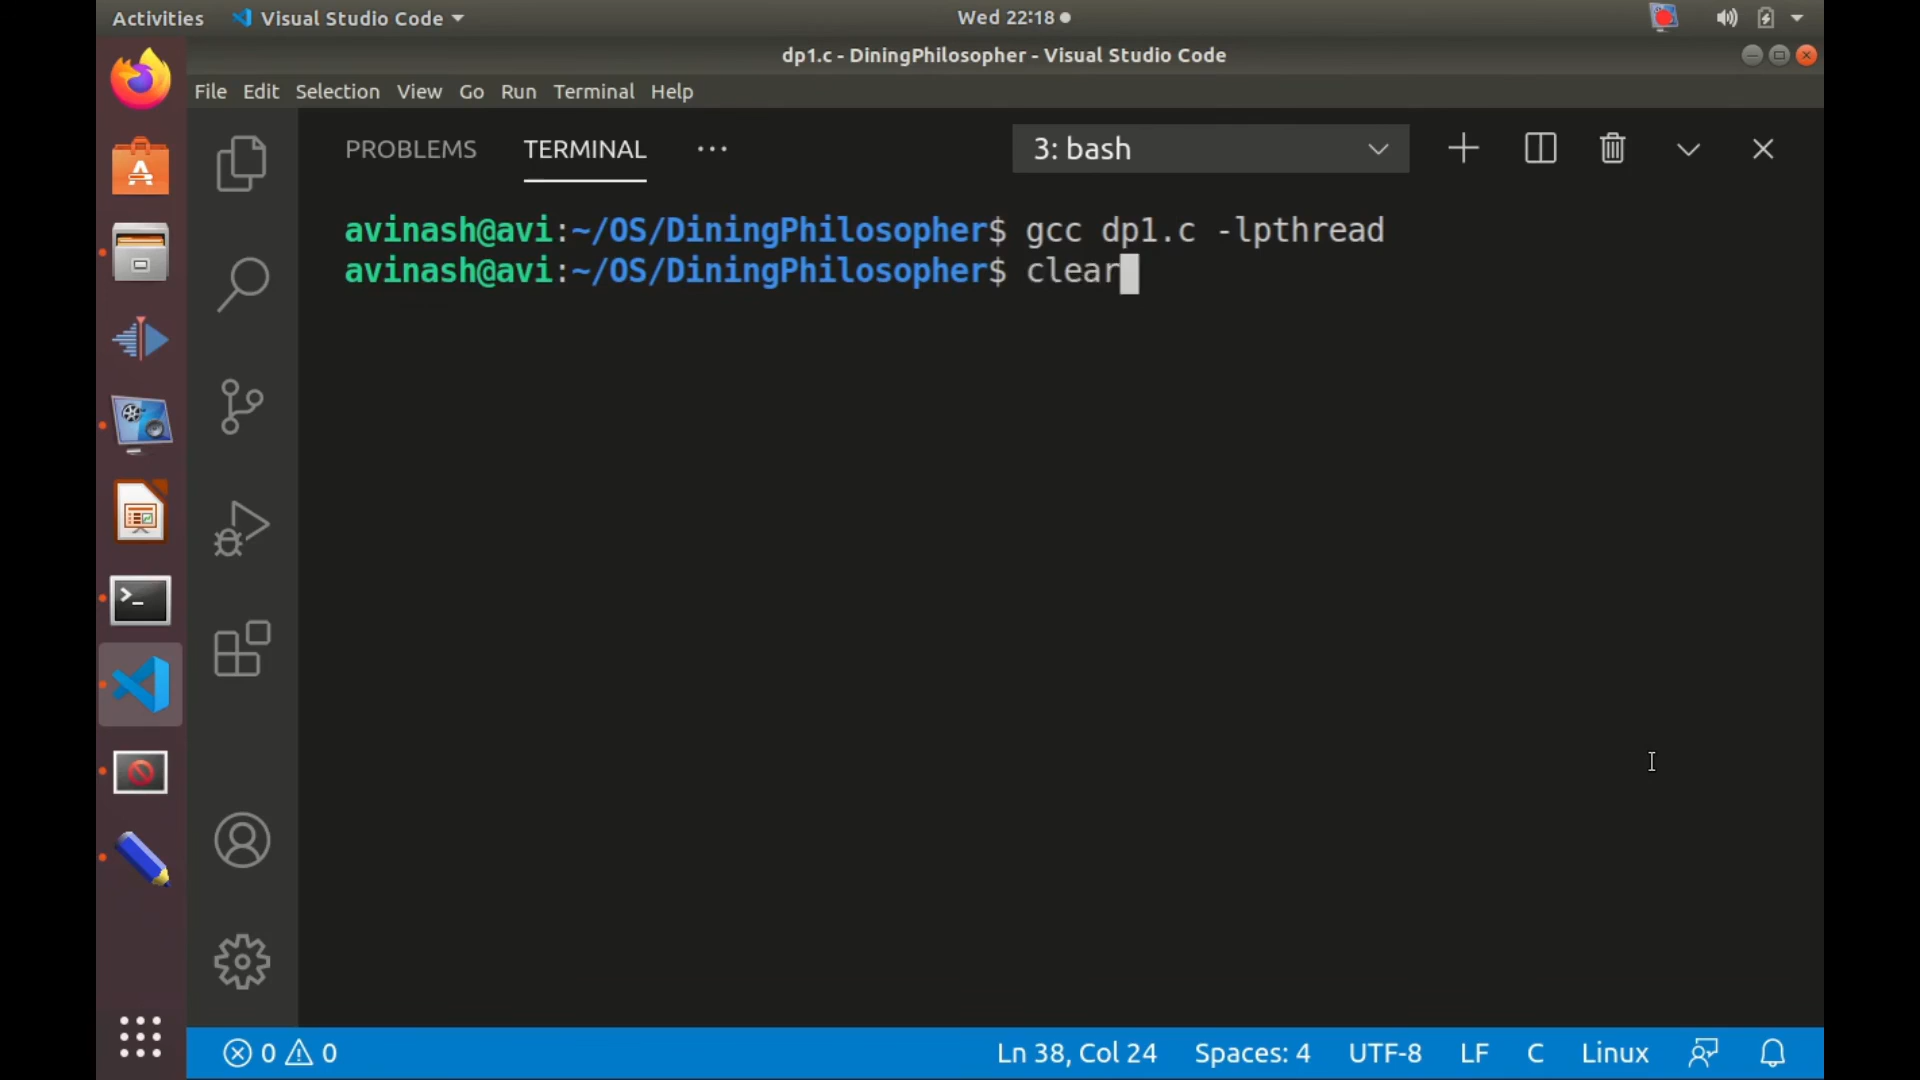 Activities Visual Studio Code Wed 22:18
dp1.c - DiningPhilosopher - Visual Studio Code
File Edit Selection View Go Run Terminal Help
PROBLEMS TERMINAL ··· 3: bash
avinash@avi:~/OS/DiningPhilosopher$ gcc dp1.c -lpthread
avinash@avi:~/OS/DiningPhilosopher$ clear
0 0 Ln 38, Col 24 Spaces: 4 UTF-8 LF C Linux